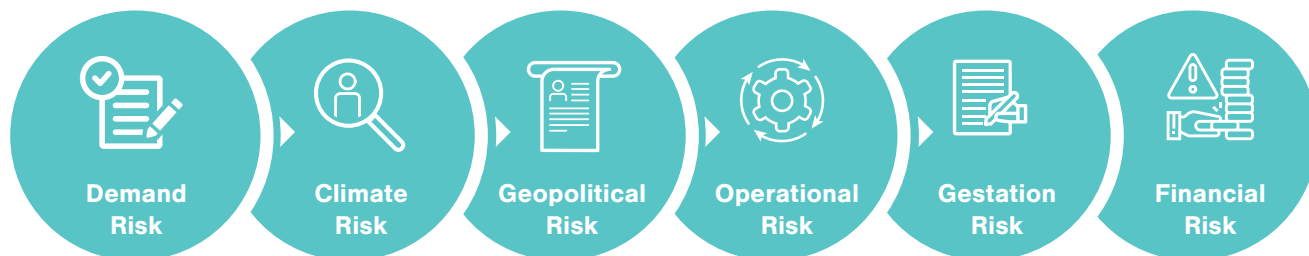 Demand
Risk
Climate
Risk
Geopolitical
Risk
Operational
Risk
Gestation
Risk
Financial
Risk